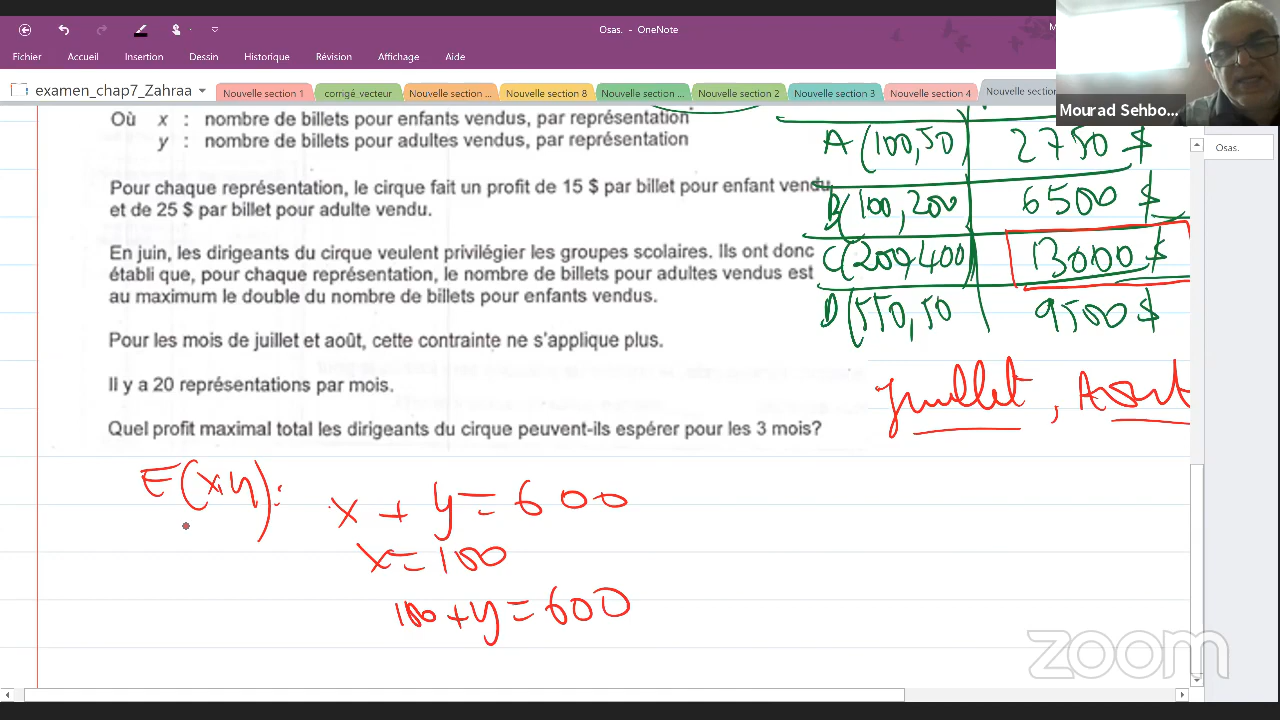 Osas. - OneNote
Fichier Accueil Insertion Dessin Historique Révision Affichage Aide
examen_chap7_Zahraa
Nouvelle section 1 corrigé_vecteur Nouvelle section ... Nouvelle section 8 Nouvelle section ... Nouvelle section 2 Nouvelle section 3 Nouvelle section 4 Nouvelle section
Mourad Sehbo...
Osas.
Où x : nombre de billets pour enfants vendus, par représentation
y : nombre de billets pour adultes vendus, par représentation
Pour chaque représentation, le cirque fait un profit de 15 $ par billet pour enfant vendu
et de 25 $ par billet pour adulte vendu.
En juin, les dirigeants du cirque veulent privilégier les groupes scolaires. Ils ont donc
établi que, pour chaque représentation, le nombre de billets pour adultes vendus est
au maximum le double du nombre de billets pour enfants vendus.
Pour les mois de juillet et août, cette contrainte ne s'applique plus.
Il y a 20 représentations par mois.
Quel profit maximal total les dirigeants du cirque peuvent-ils espérer pour les 3 mois?
A (100,50) 2750 $
B(100,200 6500 $
C(200,400) 13000 $
D(550,50 9500 $
Juillet, Aout
E(x,y): x + y = 600
x = 100
100 + y = 600
zoom